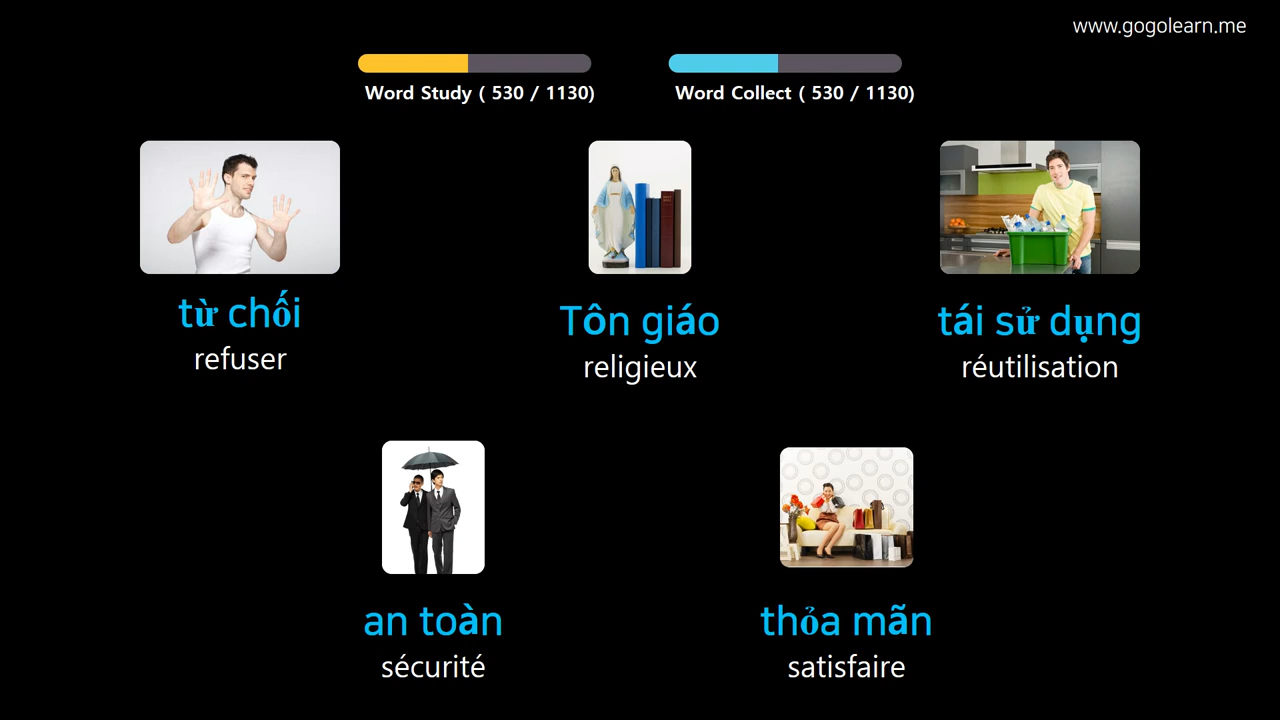 www.gogolearn.me
Word Study ( 530 / 1130)
Word Collect ( 530 / 1130)
từ chối
refuser
Tôn giáo
religieux
tái sử dụng
réutilisation
an toàn
sécurité
thỏa mãn
satisfaire